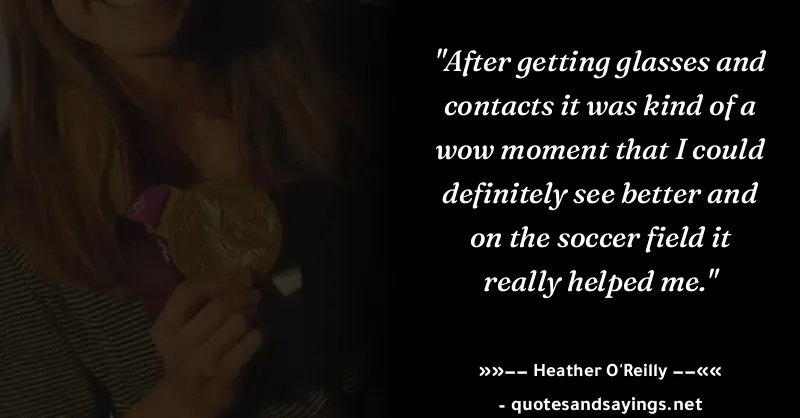 "After getting glasses and
contacts it was kind of a
wow moment that I could
definitely see better and
on the soccer field it
really helped me."
»»−− Heather O'Reilly −−««
- quotesandsayings.net